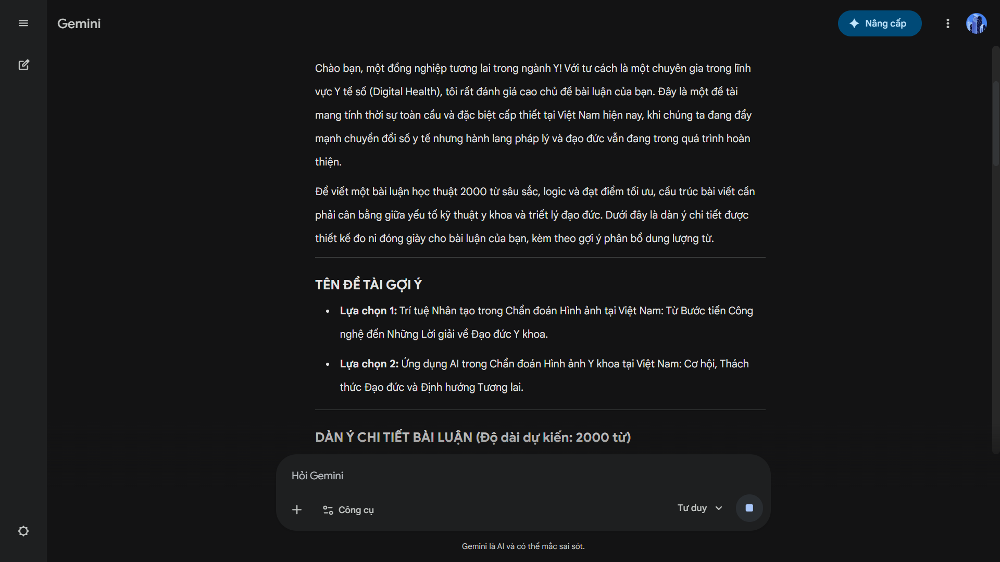 Gemini
Nâng cấp
Chào bạn, một đồng nghiệp tương lai trong ngành Y! Với tư cách là một chuyên gia trong lĩnh
vực Y tế số (Digital Health), tôi rất đánh giá cao chủ đề bài luận của bạn. Đây là một đề tài
mang tính thời sự toàn cầu và đặc biệt cấp thiết tại Việt Nam hiện nay, khi chúng ta đang đẩy
mạnh chuyển đổi số y tế nhưng hành lang pháp lý và đạo đức vẫn đang trong quá trình hoàn
thiện.
Để viết một bài luận học thuật 2000 từ sâu sắc, logic và đạt điểm tối ưu, cấu trúc bài viết cần
phải cân bằng giữa yếu tố kỹ thuật y khoa và triết lý đạo đức. Dưới đây là dàn ý chi tiết được
thiết kế đo ni đóng giày cho bài luận của bạn, kèm theo gợi ý phân bổ dung lượng từ.
TÊN ĐỀ TÀI GỢI Ý
• Lựa chọn 1: Trí tuệ Nhân tạo trong Chẩn đoán Hình ảnh tại Việt Nam: Từ Bước tiến Công
nghệ đến Những Lời giải về Đạo đức Y khoa.
• Lựa chọn 2: Ứng dụng AI trong Chẩn đoán Hình ảnh Y khoa tại Việt Nam: Cơ hội, Thách
thức Đạo đức và Định hướng Tương lai.
DÀN Ý CHI TIẾT BÀI LUẬN (Độ dài dự kiến: 2000 từ)
Hỏi Gemini
Công cụ
Tư duy
Gemini là AI và có thể mắc sai sót.